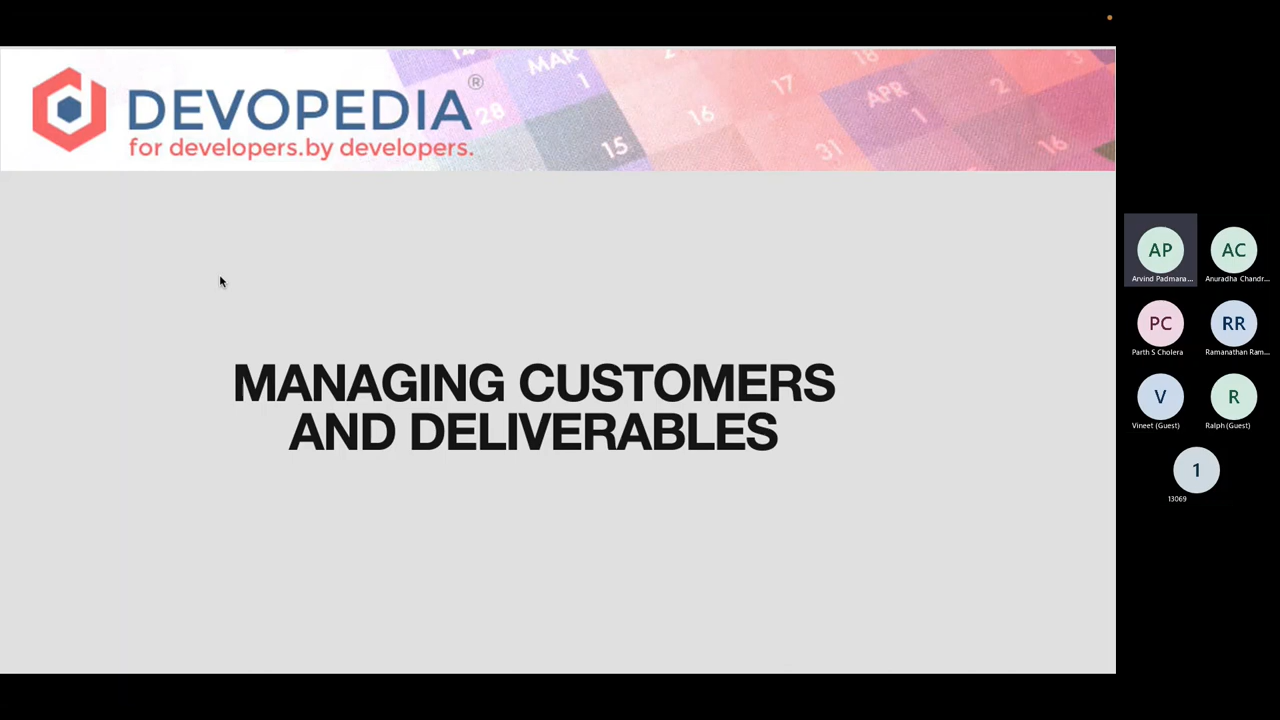 DEVOPEDIA®
for developers.by developers.
14
MAR
1
28
15
16
17
18
31
APR
1
2
3
16
MANAGING CUSTOMERS
AND DELIVERABLES
AP
Arvind Padmana...
AC
Anuradha Chandr...
PC
Parth S Cholera
RR
Ramanathan Ram...
V
Vineet (Guest)
R
Ralph (Guest)
1
13069